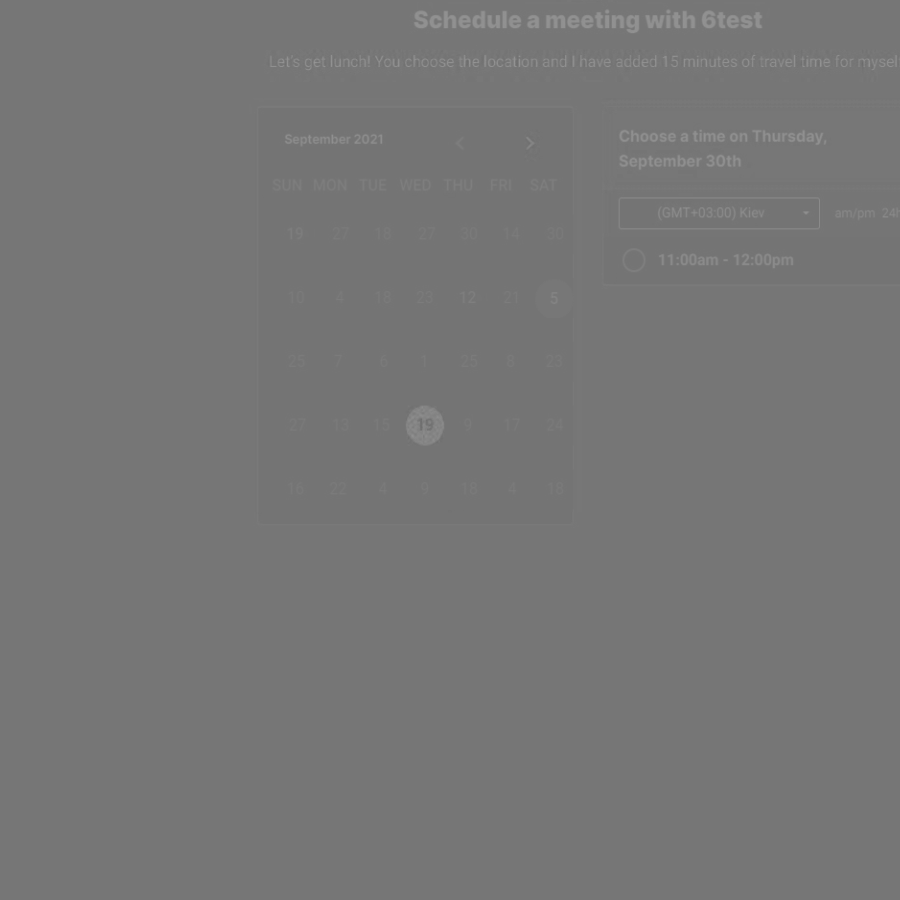 Schedule a meeting with 6test
Let's get lunch! You choose the location and I have added 15 minutes of travel time for mysel
September 2021
SUN MON TUE WED THU FRI SAT
19 27 18 27 30 14 30
10 4 18 23 12 21 5
25 7 6 1 25 8 28
27 13 15 19 9 17 24
16 22 4 9 18 4 16
Choose a time on Thursday,
September 30th
(GMT+03:00) Kiev am/pm 24h
11:00am - 12:00pm